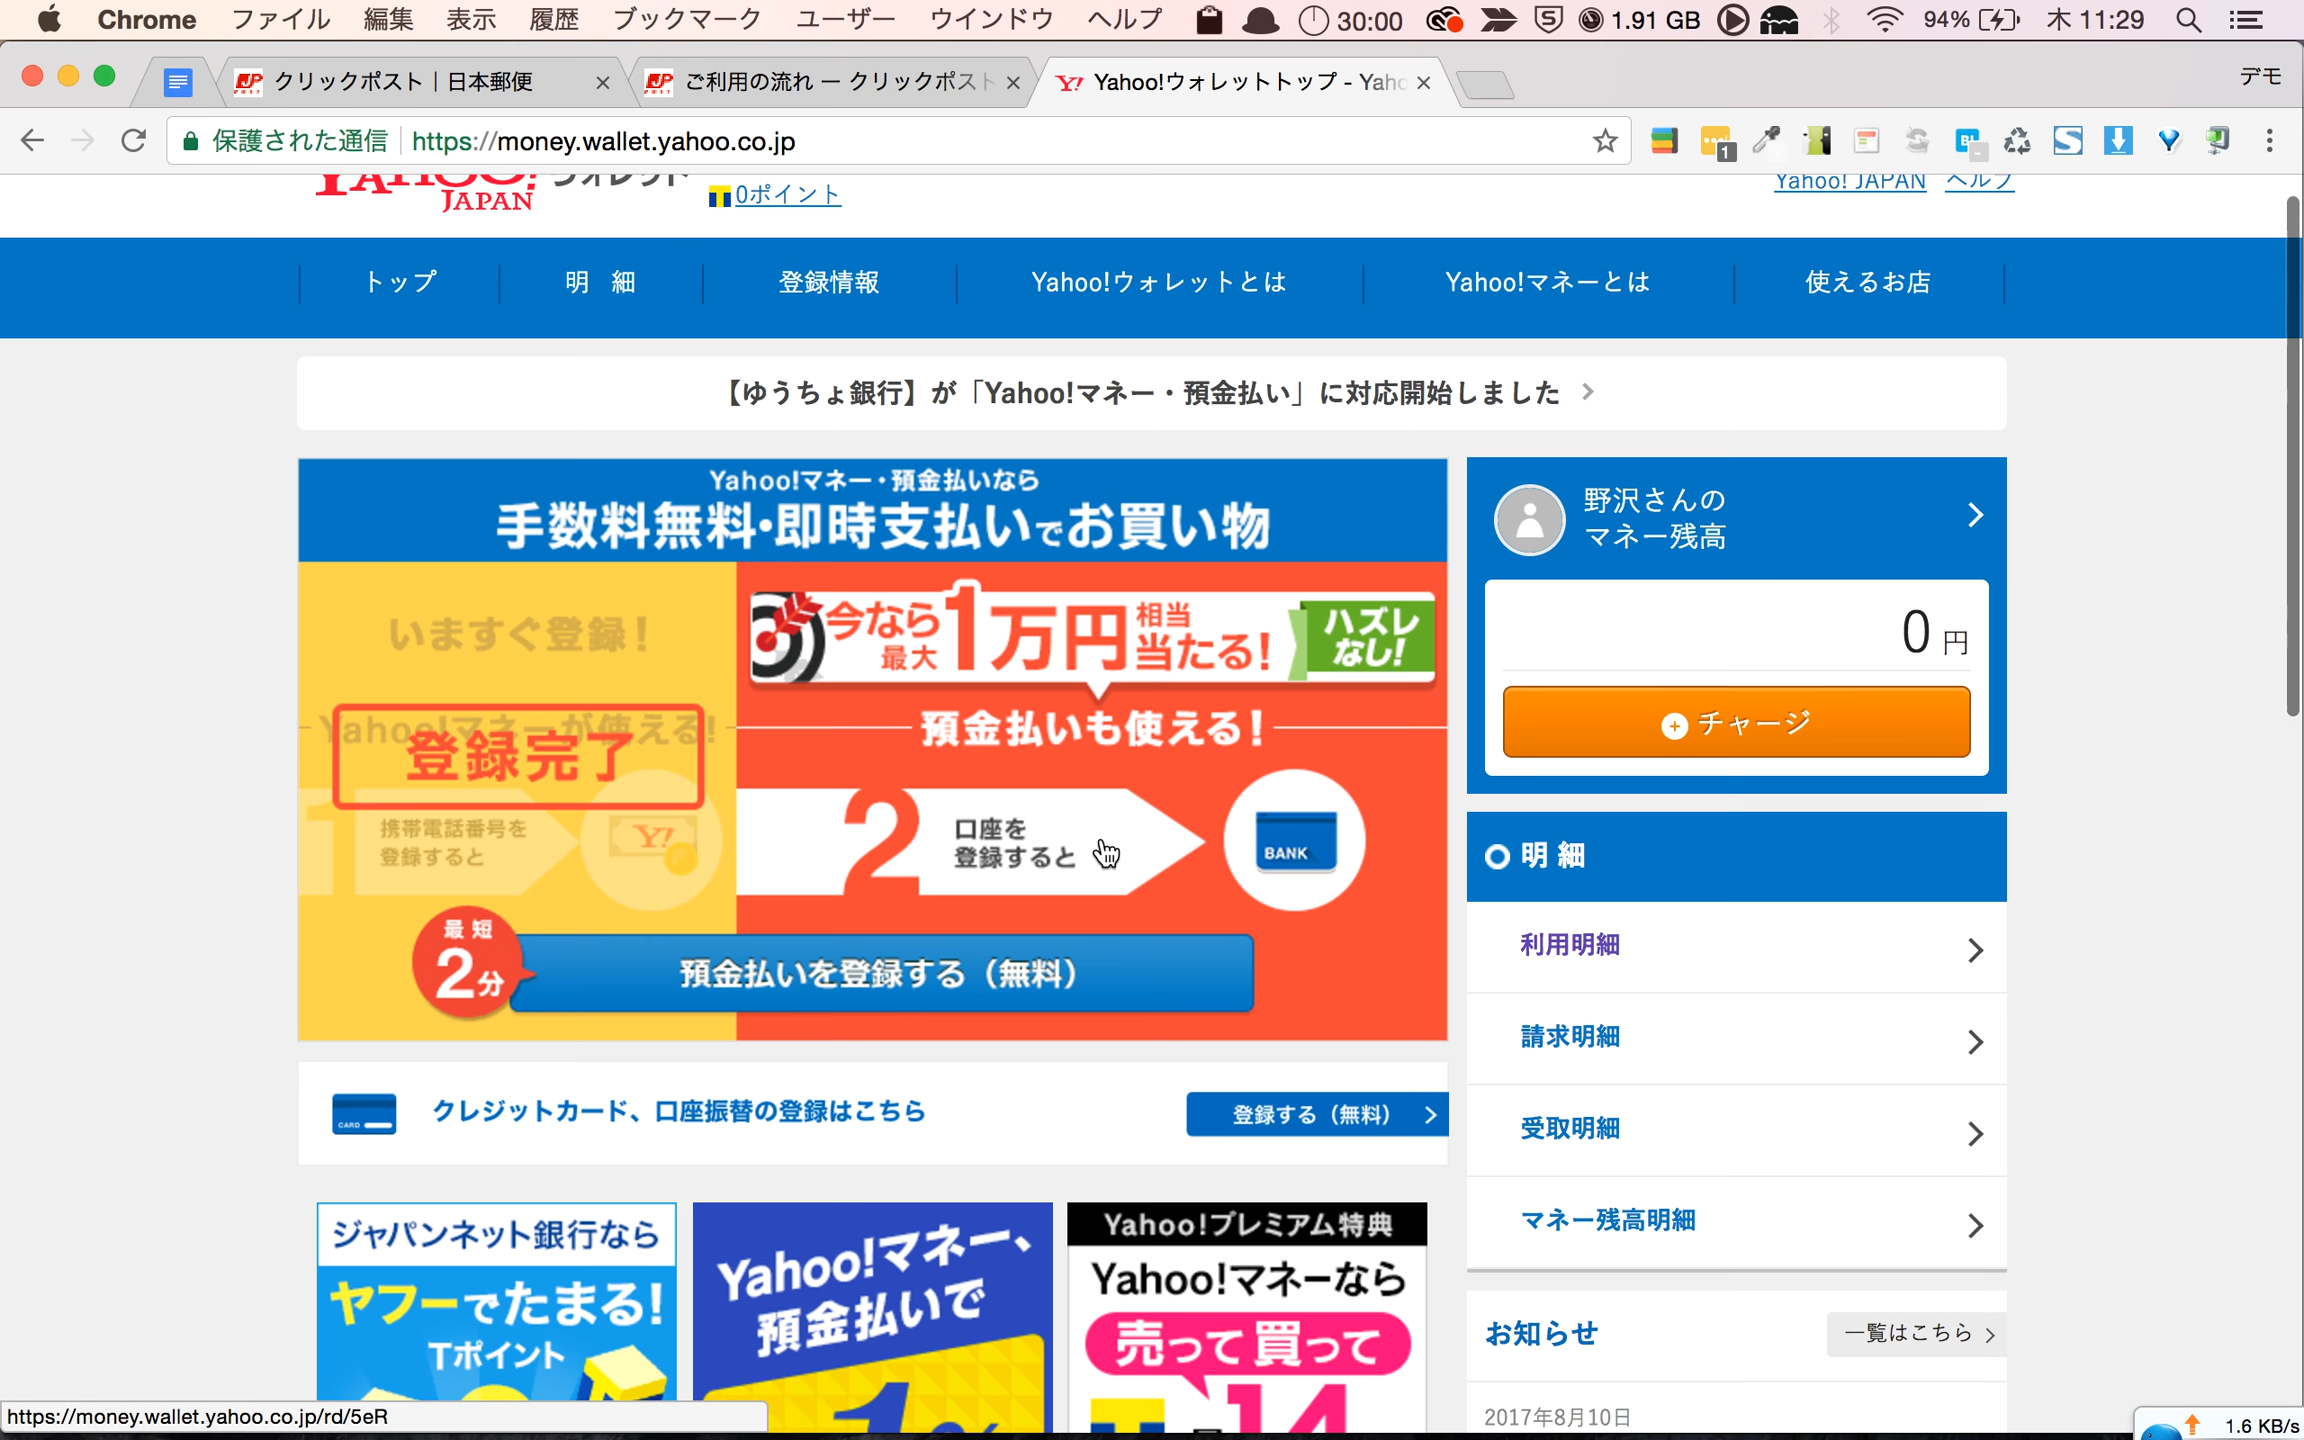 Chrome ファイル 編集 表示 履歴 ブックマーク ユーザー ウインドウ ヘルプ 30:00 1.91 GB 94% 木 11:29
クリックポスト | 日本郵便
ご利用の流れ ー クリックポスト
Yahoo!ウォレットトップ - Yaho
デモ
保護された通信 https://money.wallet.yahoo.co.jp
1
YAHOO! ウォレット
JAPAN
0ポイント
Yahoo! JAPAN ヘルプ
トップ 明 細 登録情報 Yahoo!ウォレットとは Yahoo!マネーとは 使えるお店
【ゆうちょ銀行】が「Yahoo!マネー・預金払い」に対応開始しました
Yahoo!マネー・預金払いなら
手数料無料・即時支払いでお買い物
いますぐ登録!
Yahoo!マネーが使える!
登録完了
1 携帯電話番号を
登録すると
Y!
今なら最大1万円相当当たる!
ハズレ
なし!
預金払いも使える!
2 口座を
登録すると
BANK
最短
2分
預金払いを登録する（無料）
CARD
クレジットカード、口座振替の登録はこちら
登録する（無料）
ジャパンネット銀行なら
ヤフーでたまる!
Tポイント
Yahoo!マネー、
預金払いで
1%
Yahoo!プレミアム特典
Yahoo!マネーなら
売って買って
14
野沢さんの
マネー残高
0 円
チャージ
明 細
利用明細
請求明細
受取明細
マネー残高明細
お知らせ
一覧はこちら
2017年8月10日
https://money.wallet.yahoo.co.jp/rd/5eR
1.6 KB/s